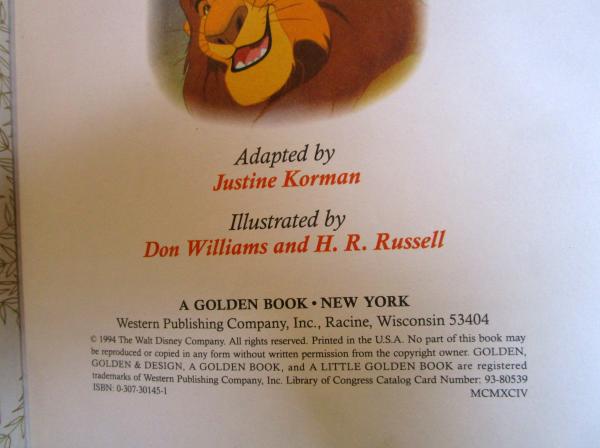 Adapted by
Justine Korman
Illustrated by
Don Williams and H. R. Russell
A GOLDEN BOOK • NEW YORK
Western Publishing Company, Inc., Racine, Wisconsin 53404
© 1994 The Walt Disney Company. All rights reserved. Printed in the U.S.A. No part of this book may
be reproduced or copied in any form without written permission from the copyright owner. GOLDEN,
GOLDEN & DESIGN, A GOLDEN BOOK, and A LITTLE GOLDEN BOOK are registered
trademarks of Western Publishing Company, Inc. Library of Congress Catalog Card Number: 93-80539
ISBN: 0-307-30145-1 MCMXCIV